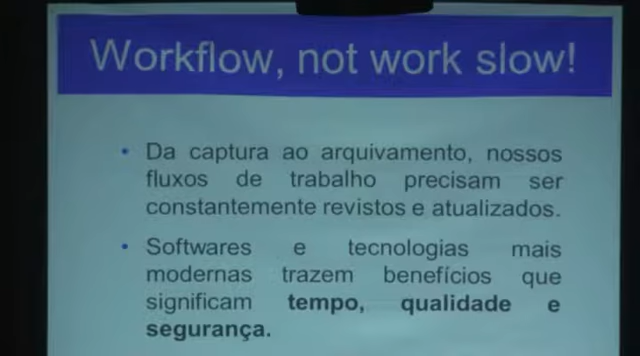 Workflow, not work slow!
• Da captura ao arquivamento, nossos
fluxos de trabalho precisam ser
constantemente revistos e atualizados.
• Softwares e tecnologias mais
modernas trazem benefícios que
significam tempo, qualidade e
segurança.